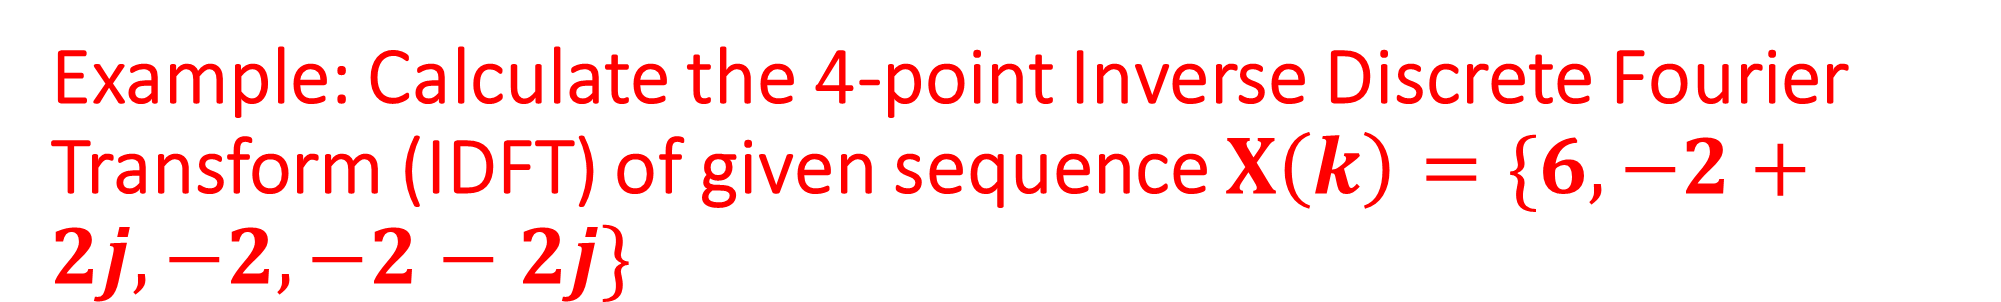 Example: Calculate the 4-point Inverse Discrete Fourier
Transform (IDFT) of given sequence X(k) = {6, −2 +
2j, −2, −2 − 2j}